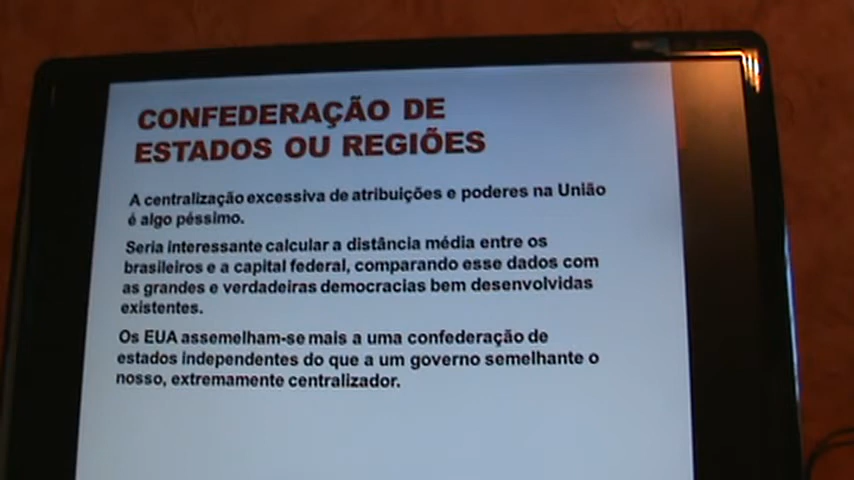 CONFEDERAÇÃO DE
ESTADOS OU REGIÕES
A centralização excessiva de atribuições e poderes na União
é algo péssimo.
Seria interessante calcular a distância média entre os
brasileiros e a capital federal, comparando esse dados com
as grandes e verdadeiras democracias bem desenvolvidas
existentes.
Os EUA assemelham-se mais a uma confederação de
estados independentes do que a um governo semelhante o
nosso, extremamente centralizador.